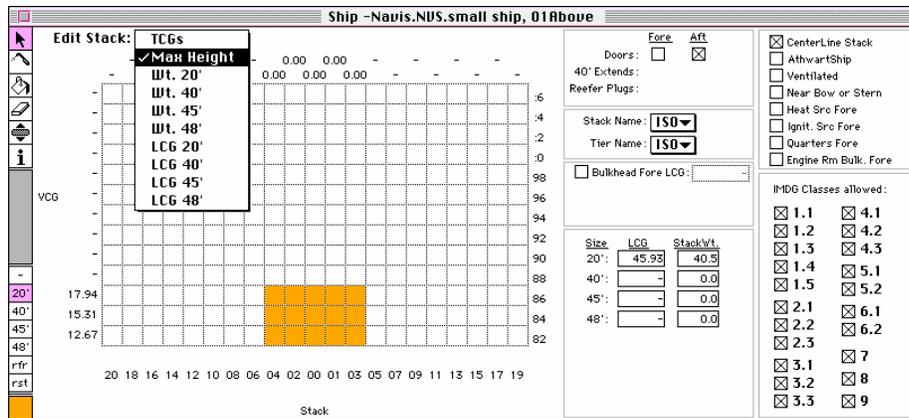 Ship -Navis.NVS.small ship, 01Above
Edit Stack:
TCGs
✓Max Height
Wt. 20'
Wt. 40'
Wt. 45'
Wt. 48'
LCG 20'
LCG 40'
LCG 45'
LCG 48'
- 0.00 0.00 - - - -
- 0.00 0.00 0.00 - - - -
:6
:4
:2
:0
98
96
94
92
90
88
86
84
82
VCG
-
-
-
-
-
-
-
-
-
-
17.94
15.31
12.67
20 18 16 14 12 10 08 06 04 02 00 01 03 05 07 09 11 13 15 17 19
Stack
i
-
20'
40'
45'
48'
rfr
rst
Fore Aft
Doors:
40' Extends:
Reefer Plugs:
Stack Name: ISO
Tier Name: ISO
Bulkhead Fore LCG: -
Size LCG StackWt.
20': 45.93 40.5
40': - 0.0
45': - 0.0
48': - 0.0
CenterLine Stack
AthwartShip
Ventilated
Near Bow or Stern
Heat Src Fore
Ignit. Src Fore
Quarters Fore
Engine Rm Bulk. Fore
IMDG Classes allowed:
1.1 4.1
1.2 4.2
1.3 4.3
1.4 5.1
1.5 5.2
2.1 6.1
2.2 6.2
2.3
3.1 7
3.2 8
3.3 9